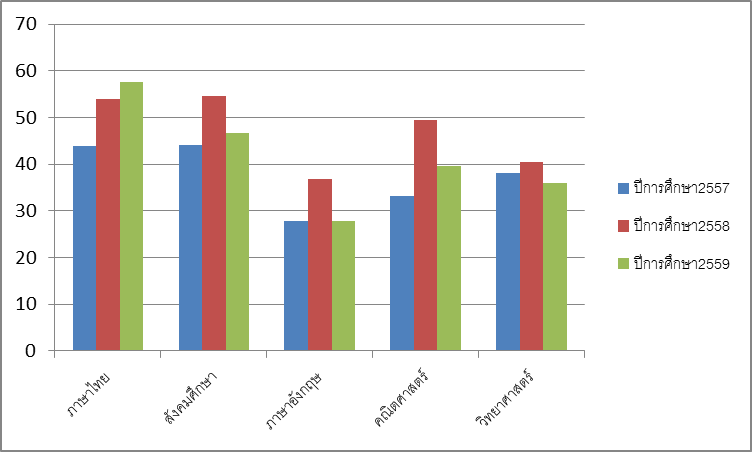 70
60
50
40
30
20
10
0
ภาษาไทย
สังคมศึกษา
ภาษาอังกฤษ
คณิตศาสตร์
วิทยาศาสตร์
ปีการศึกษา2557
ปีการศึกษา2558
ปีการศึกษา2559